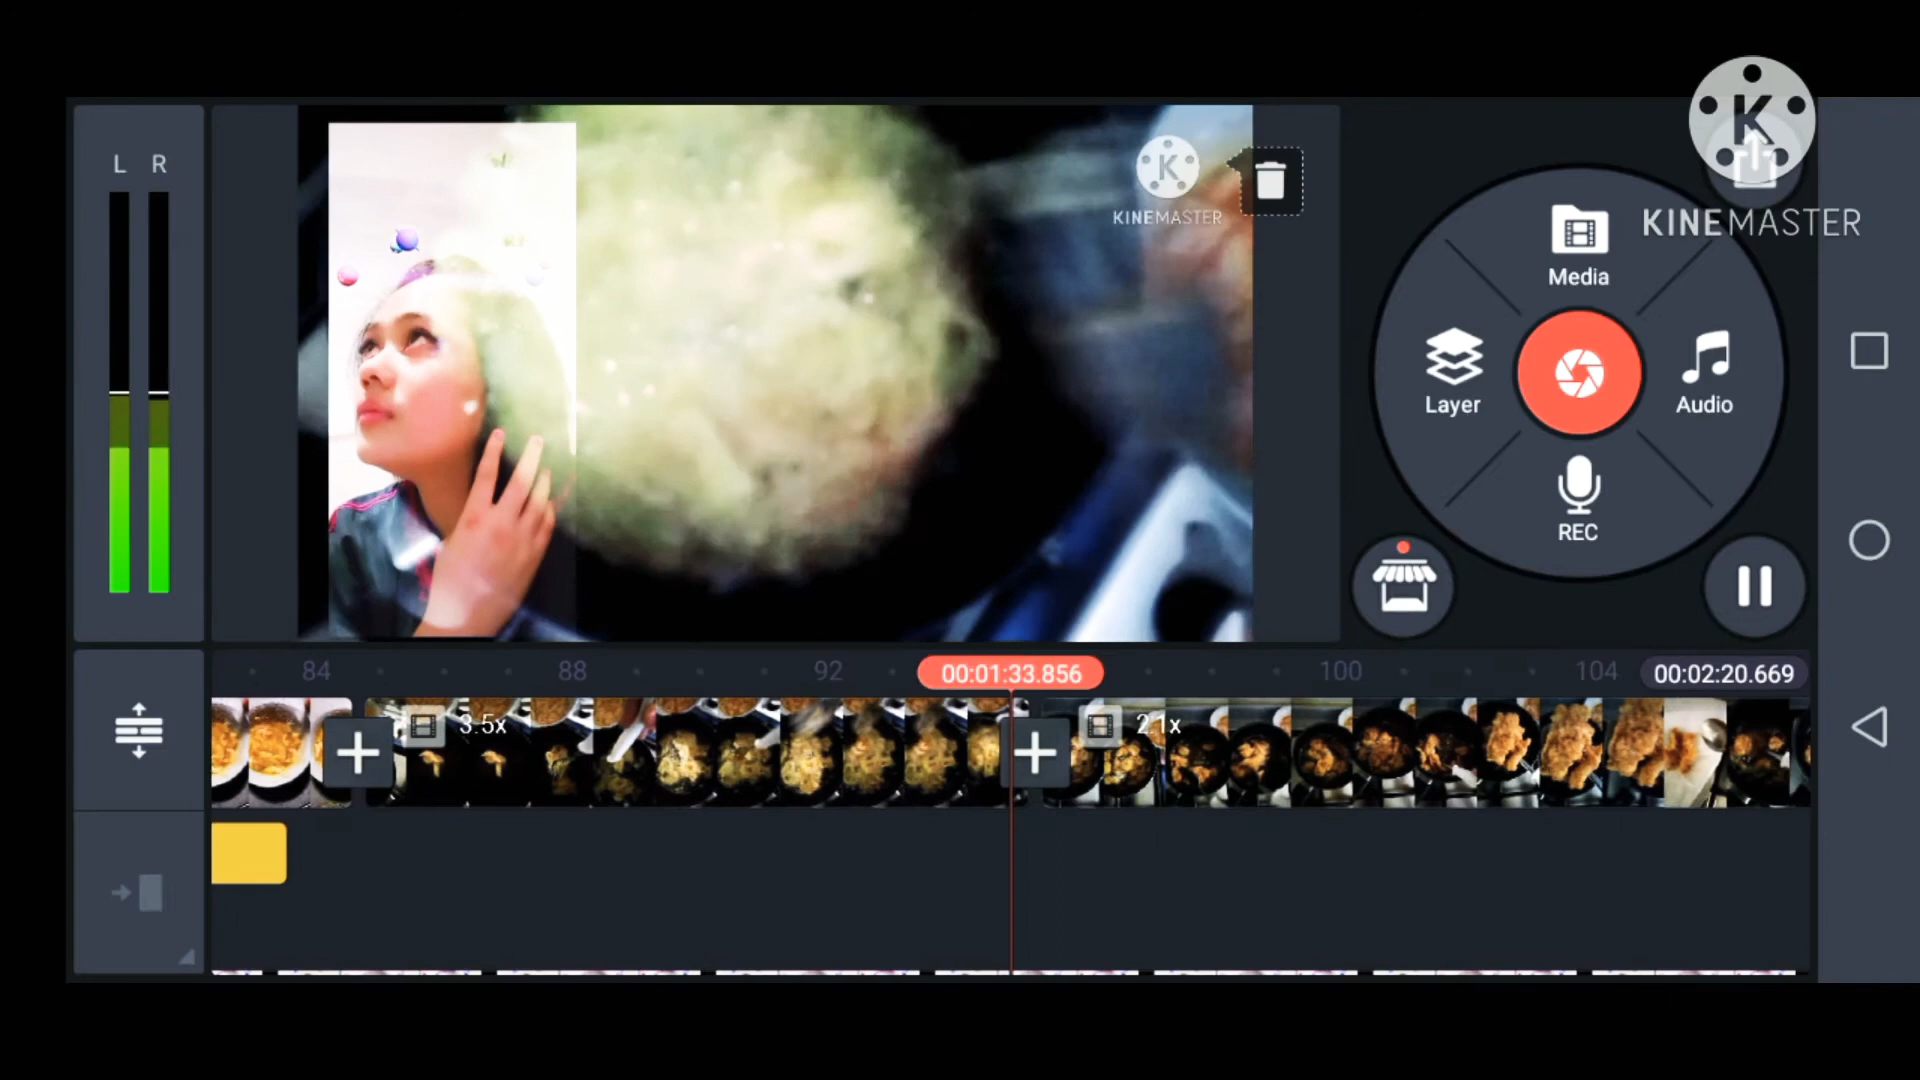 KINEMASTER
L R
KINEMASTER
Media
Layer
Audio
REC
84
88
92
00:01:33.856
100
104
00:02:20.669
3.5x
2.1x